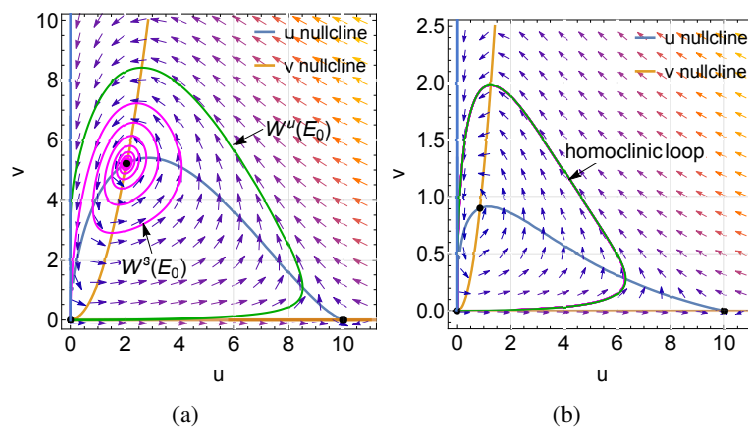 10
8
6
4
2
0
v
u nullcline
v nullcline
W^u(E_0)
W^s(E_0)
0 2 4 6 8 10
u
(a)
2.5
2.0
1.5
1.0
0.5
0.0
v
u nullcline
v nullcline
homoclinic loop
0 2 4 6 8 10
u
(b)